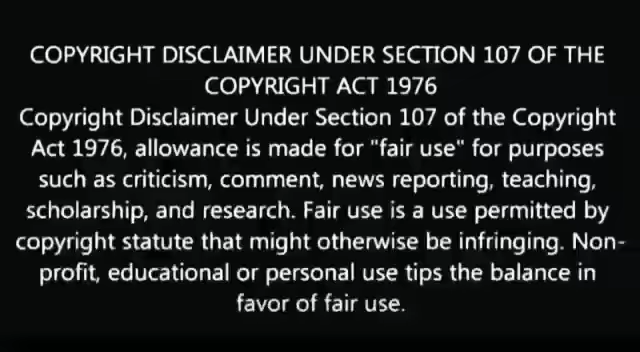 COPYRIGHT DISCLAIMER UNDER SECTION 107 OF THE
COPYRIGHT ACT 1976
Copyright Disclaimer Under Section 107 of the Copyright
Act 1976, allowance is made for "fair use" for purposes
such as criticism, comment, news reporting, teaching,
scholarship, and research. Fair use is a use permitted by
copyright statute that might otherwise be infringing. Non-
profit, educational or personal use tips the balance in
favor of fair use.